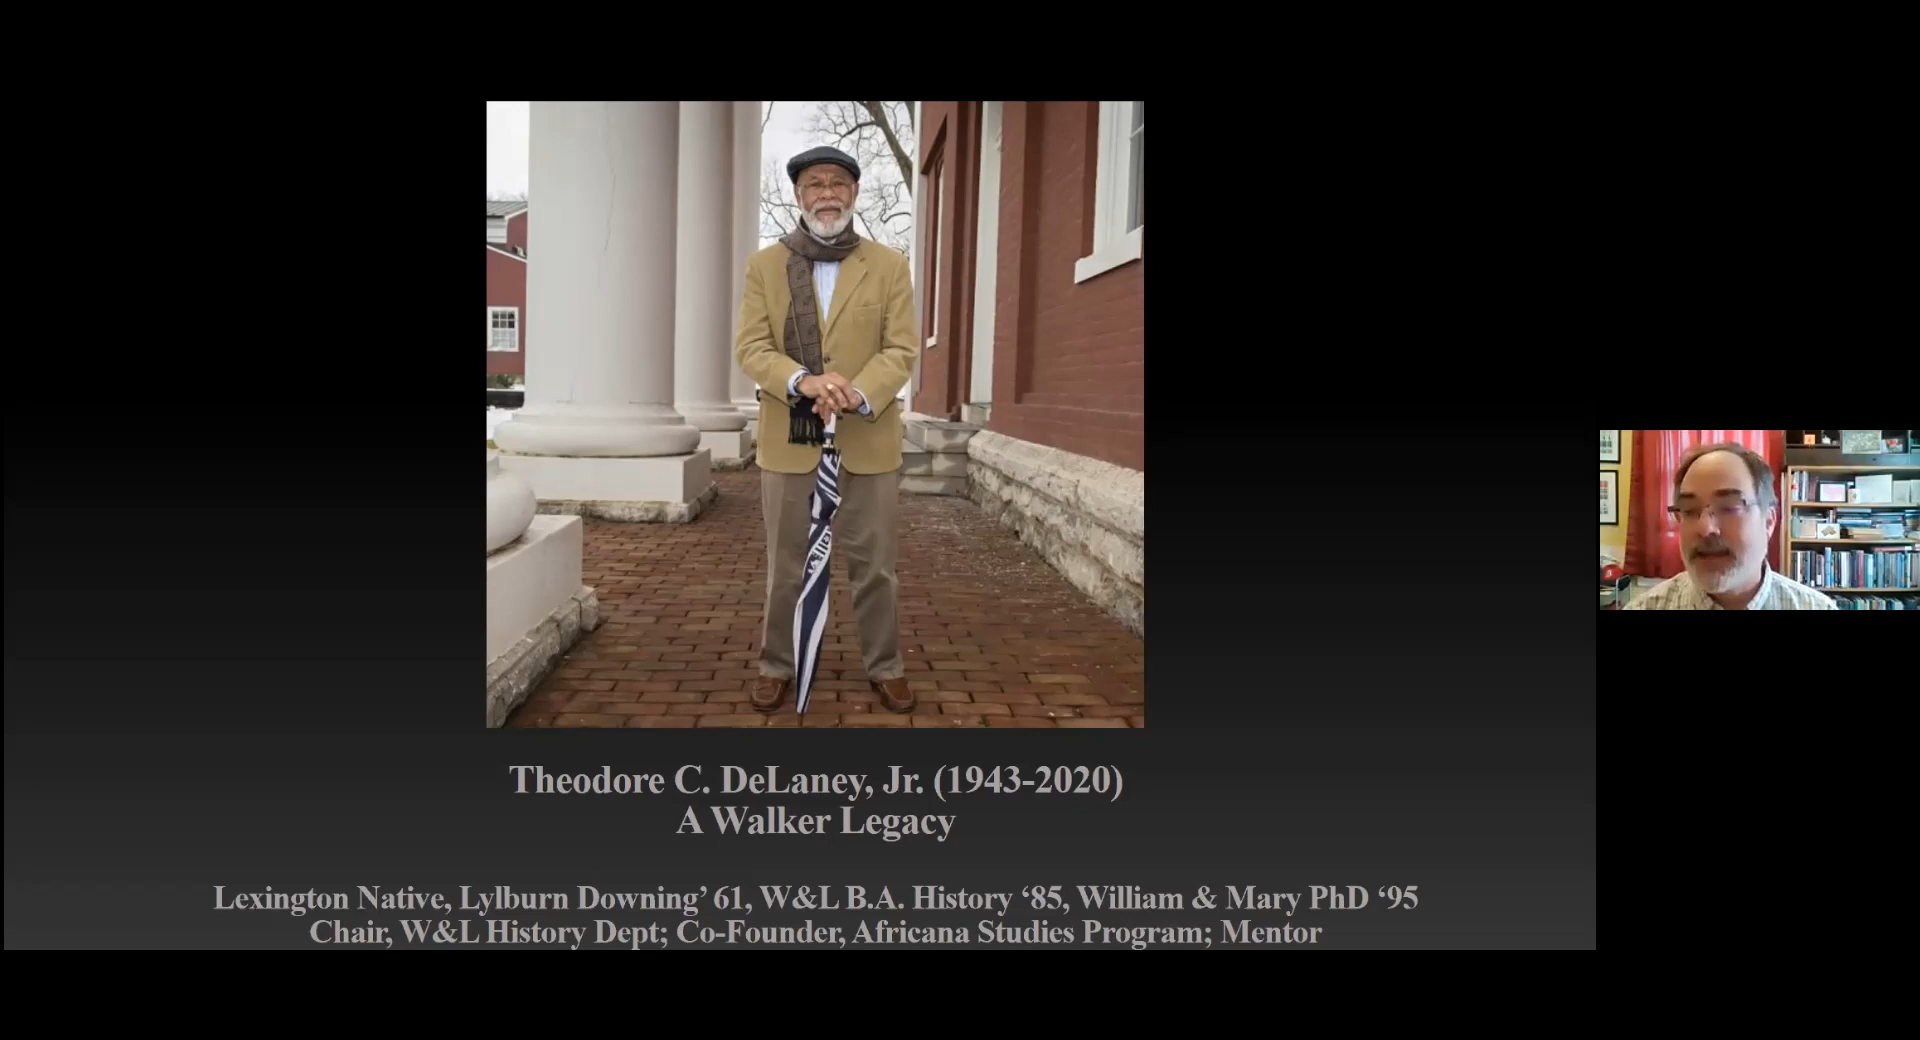 Theodore C. DeLaney, Jr. (1943-2020)
A Walker Legacy
Lexington Native, Lylburn Downing’ 61, W&L B.A. History ‘85, William & Mary PhD ‘95
Chair, W&L History Dept; Co-Founder, Africana Studies Program; Mentor